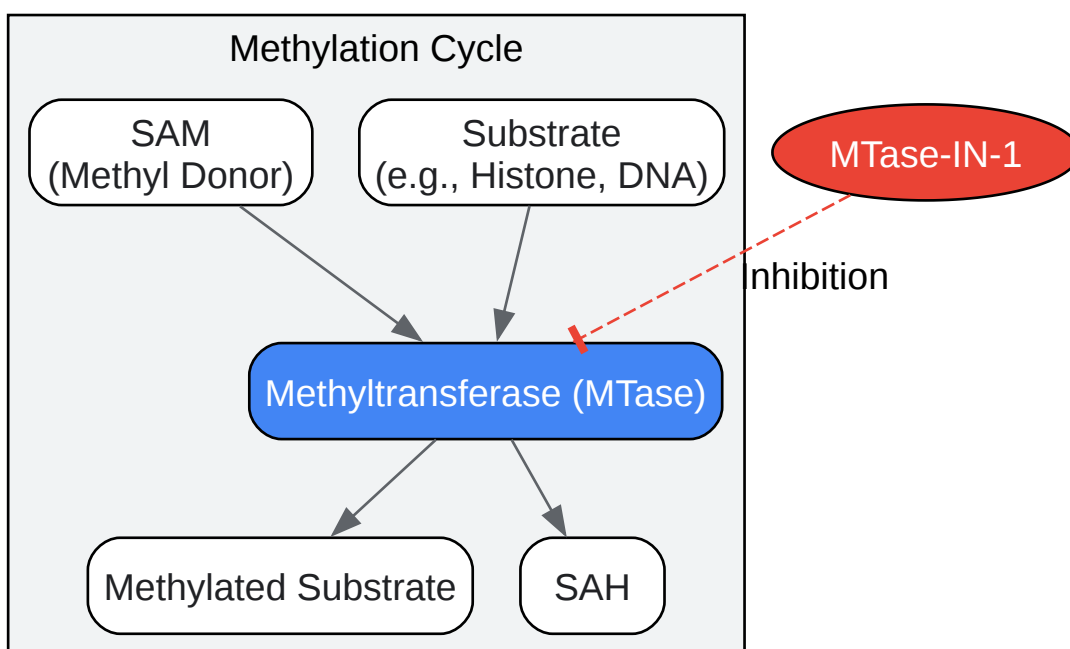 Methylation Cycle
SAM
(Methyl Donor)
Substrate
(e.g., Histone, DNA)
MTase-IN-1
Inhibition
Methyltransferase (MTase)
Methylated Substrate
SAH